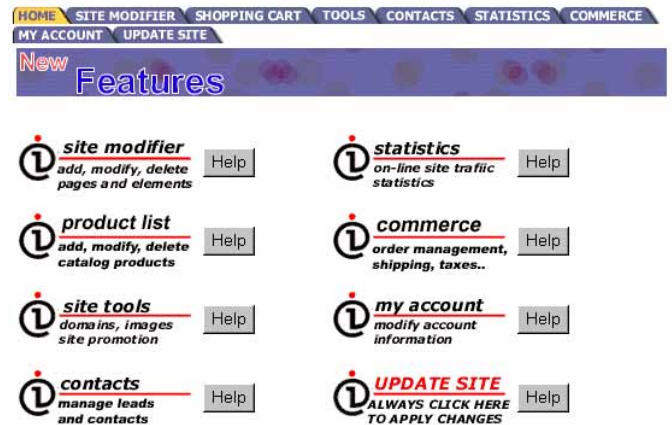 HOME SITE MODIFIER SHOPPING CART TOOLS CONTACTS STATISTICS COMMERCE
MY ACCOUNT UPDATE SITE
New
Features
site modifier
add, modify, delete
pages and elements
Help
statistics
on-line site trafiic
statistics
Help
product list
add, modify, delete
catalog products
Help
commerce
order management,
shipping, taxes..
Help
site tools
domains, images
site promotion
Help
my account
modify account
information
Help
contacts
manage leads
and contacts
Help
UPDATE SITE
ALWAYS CLICK HERE
TO APPLY CHANGES
Help